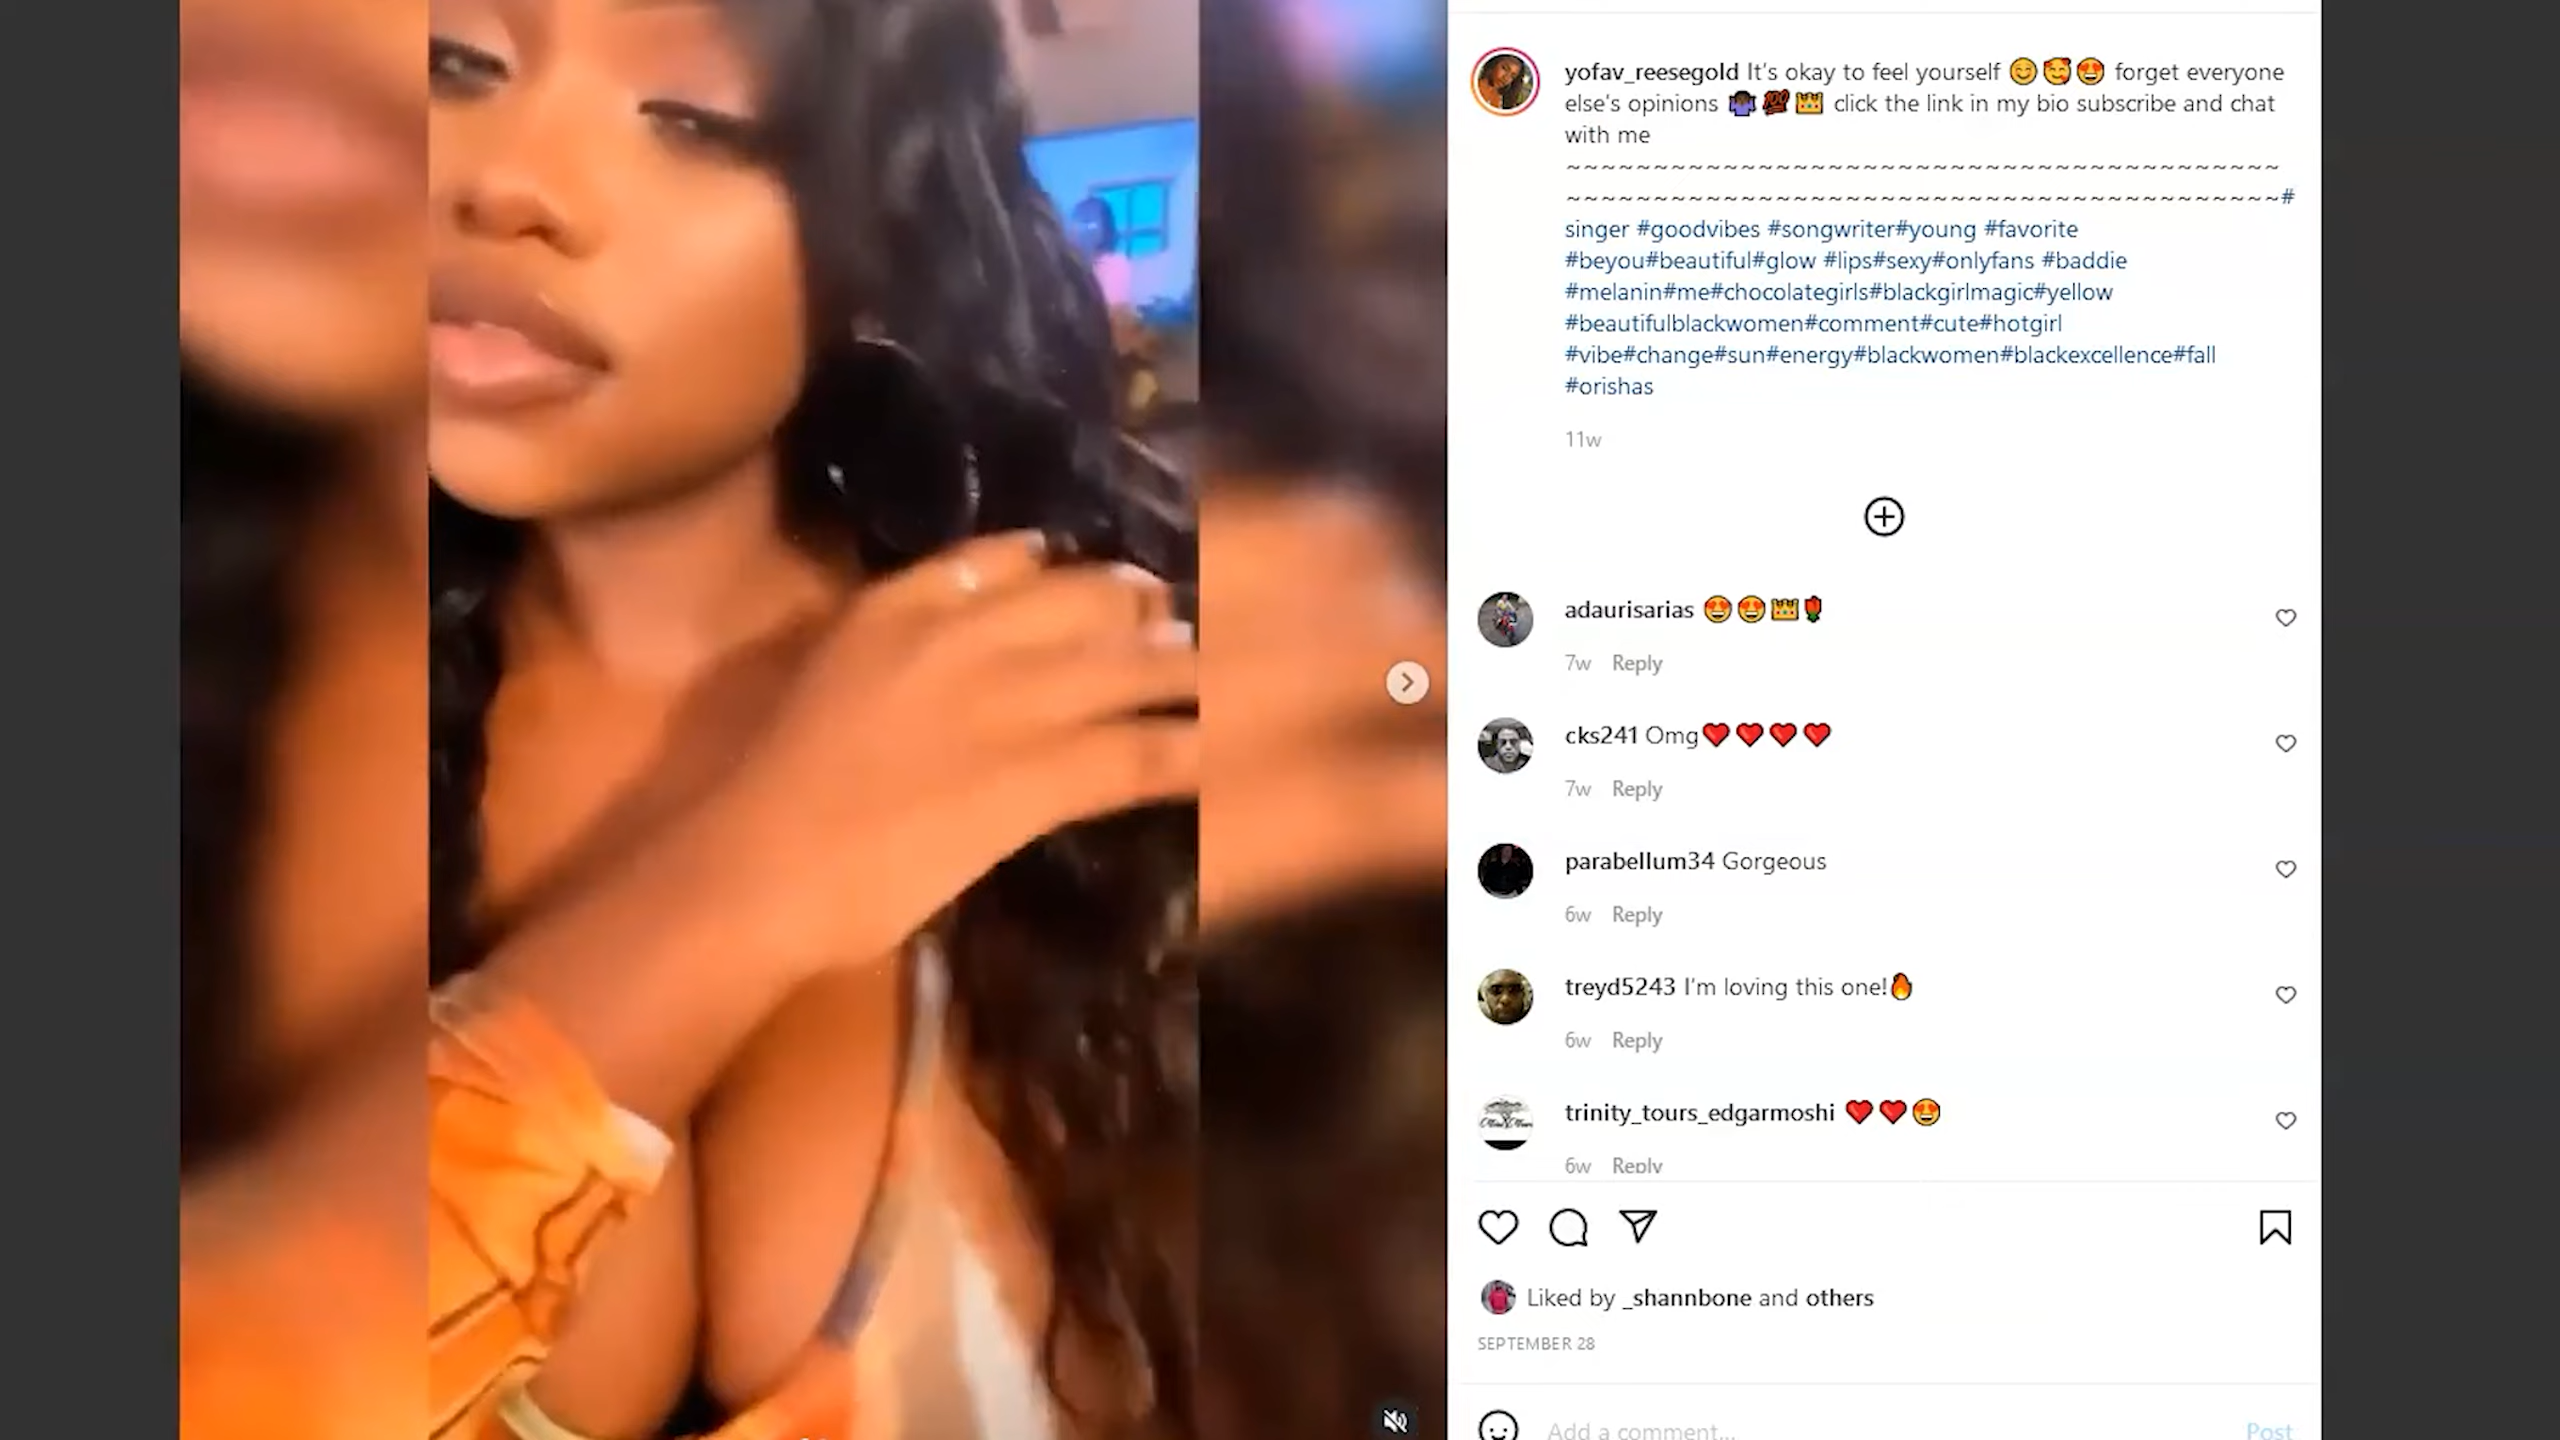 yofav_reesegold It's okay to feel yourself 😊🥰😍 forget everyone
else's opinions 🤷🏿‍♀️💯👑 click the link in my bio subscribe and chat
with me
~~~~~~~~~~~~~~~~~~~~~~~~~~~~~~~~~~~~~~~~~
~~~~~~~~~~~~~~~~~~~~~~~~~~~~~~~~~~~~~~~~~#
singer #goodvibes #songwriter#young #favorite
#beyou#beautiful#glow #lips#sexy#onlyfans #baddie
#melanin#me#chocolategirls#blackgirlmagic#yellow
#beautifulblackwomen#comment#cute#hotgirl
#vibe#change#sun#energy#blackwomen#blackexcellence#fall
#orishas
11w
adaurisarias 😍😍👑🌹
7w Reply
cks241 Omg❤️❤️❤️❤️
7w Reply
parabellum34 Gorgeous
6w Reply
treyd5243 I'm loving this one!🔥
6w Reply
trinity_tours_edgarmoshi ❤️❤️😍
6w Reply
Liked by _shannbone and others
SEPTEMBER 28
Add a comment... Post